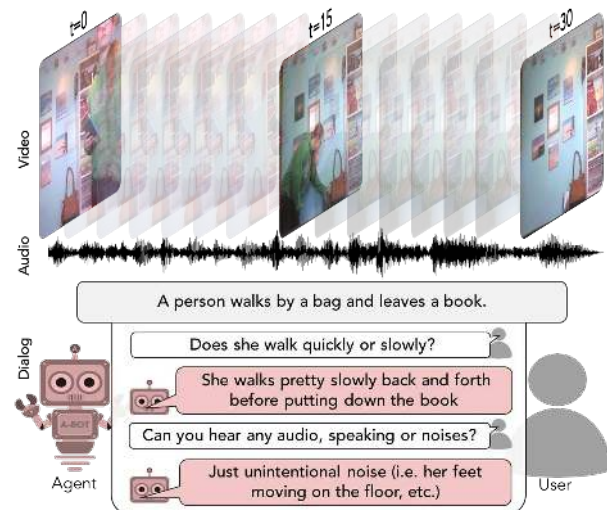 t=0
t=15
t=30
Video
Audio
A person walks by a bag and leaves a book.
Dialog
Does she walk quickly or slowly?
She walks pretty slowly back and forth
before putting down the book
Can you hear any audio, speaking or noises?
Just unintentional noise (i.e. her feet
moving on the floor, etc.)
A
A-BOT
Agent
User